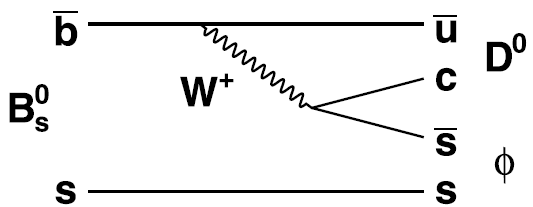 b̅ u̅ D⁰
W⁺ c
B⁰ₛ s̅ ϕ
s s